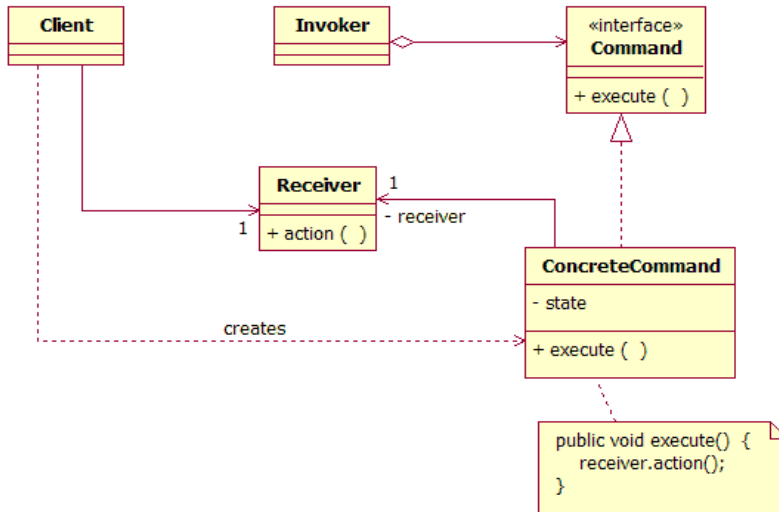 Client
Invoker
«interface»
Command
+ execute ( )
Receiver
1
- receiver
1
+ action ( )
ConcreteCommand
- state
creates
+ execute ( )
public void execute() {
receiver.action();
}